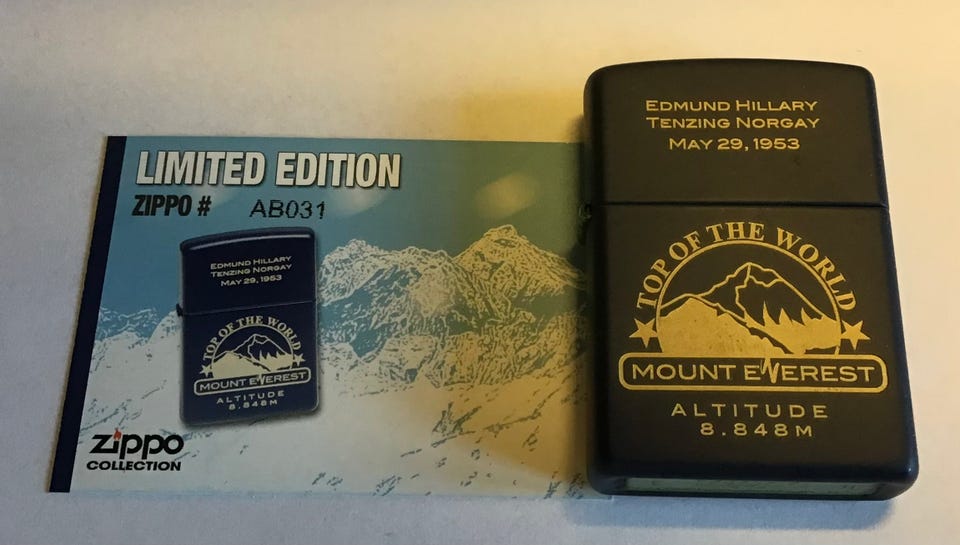 LIMITED EDITION
ZIPPO # AB031
EDMUND HILLARY
TENZING NORGAY
MAY 29, 1953
TOP OF THE WORLD
MOUNT EVEREST
ALTITUDE
8.848M
zippo
COLLECTION
EDMUND HILLARY
TENZING NORGAY
MAY 29, 1953
TOP OF THE WORLD
MOUNT EVEREST
ALTITUDE
8.848M